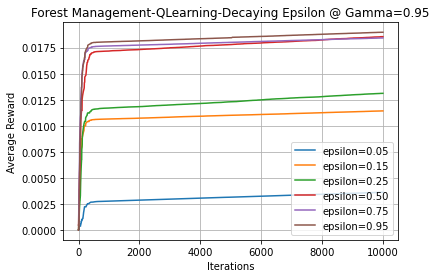 Forest Management-QLearning-Decaying Epsilon @ Gamma=0.95
0.0175
0.0150
0.0125
0.0100
0.0075
0.0050
0.0025
0.0000
Average Reward
epsilon=0.05
epsilon=0.15
epsilon=0.25
epsilon=0.50
epsilon=0.75
epsilon=0.95
0 2000 4000 6000 8000 10000
Iterations